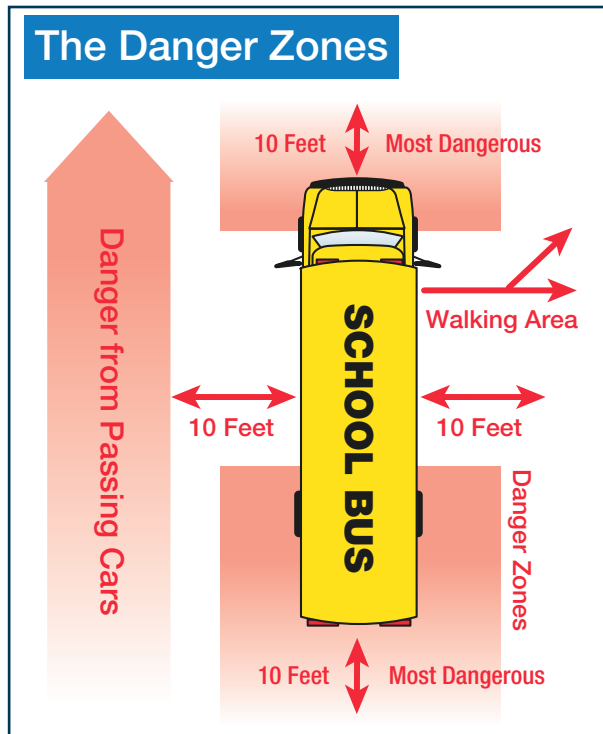 The Danger Zones
10 Feet
Most Dangerous
Danger from Passing Cars
SCHOOL BUS
Walking Area
10 Feet
10 Feet
Danger Zones
10 Feet
Most Dangerous